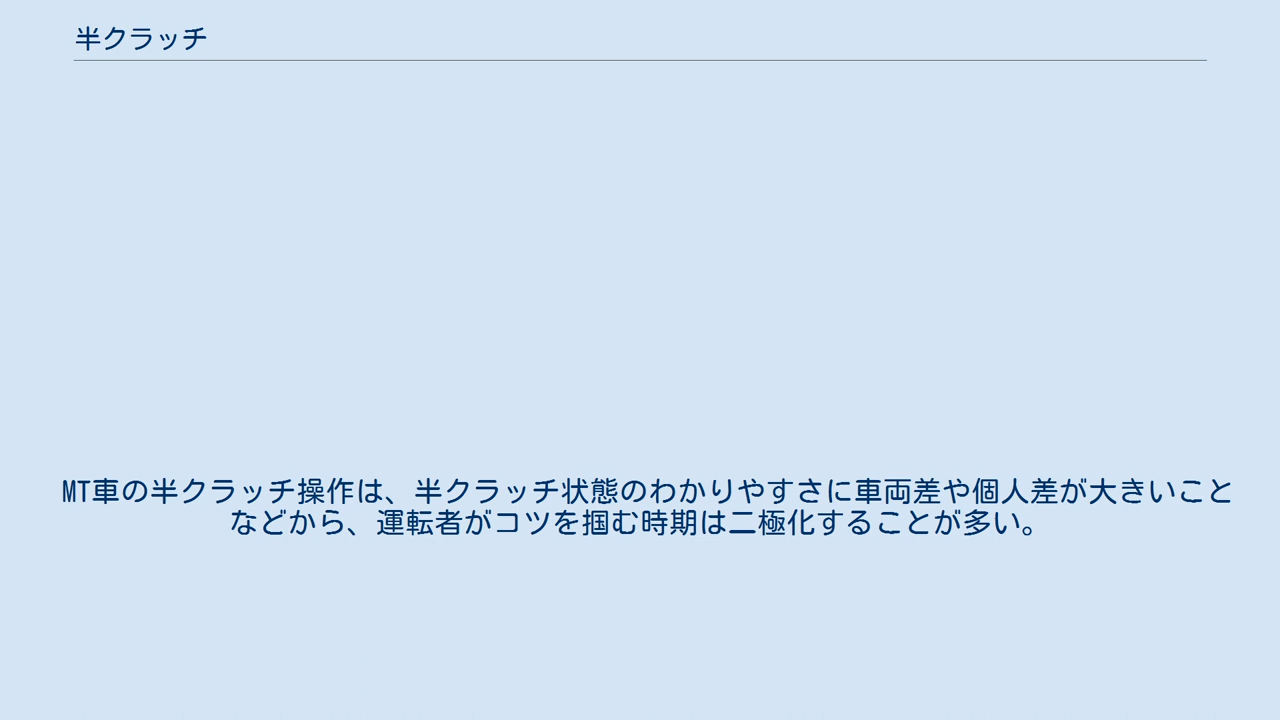 半クラッチ
MT車の半クラッチ操作は、半クラッチ状態のわかりやすさに車両差や個人差が大きいこと
などから、運転者がコツを掴む時期は二極化することが多い。